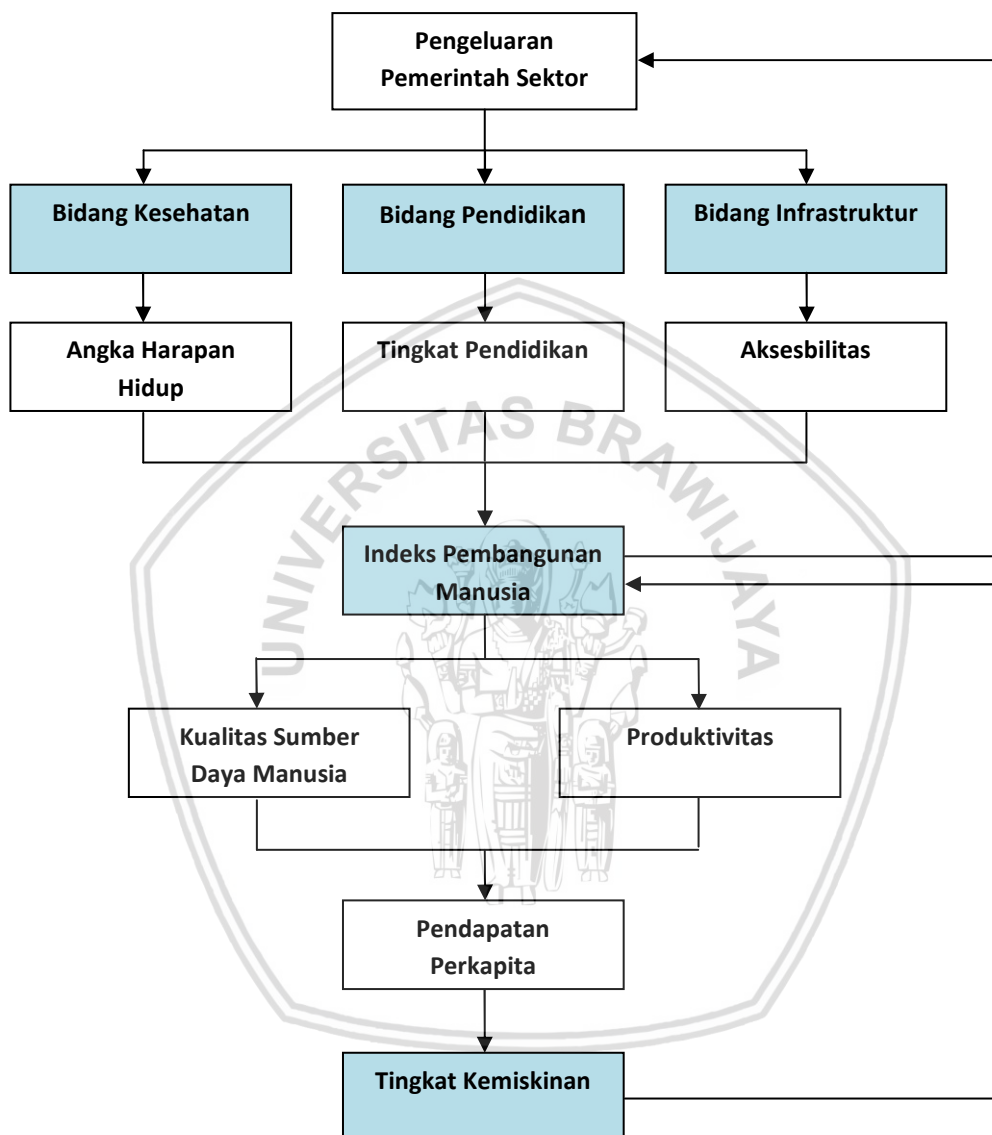 Pengeluaran
Pemerintah Sektor
Bidang Kesehatan
Bidang Pendidikan
Bidang Infrastruktur
Angka Harapan
Hidup
Tingkat Pendidikan
Aksesbilitas
UNIVERSITAS BRAWIJAYA
Indeks Pembangunan
Manusia
Kualitas Sumber
Daya Manusia
Produktivitas
Pendapatan
Perkapita
Tingkat Kemiskinan